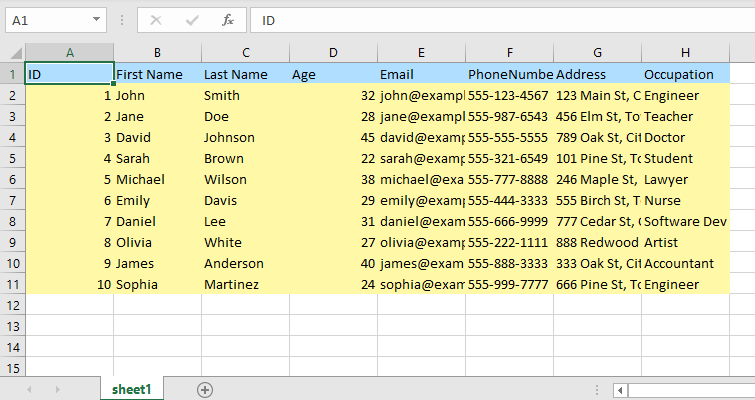 A1 fx ID
A B C D E F G H
1 ID First Name Last Name Age Email PhoneNumbe Address Occupation
2 1 John Smith 32 john@exampl 555-123-4567 123 Main St, C Engineer
3 2 Jane Doe 28 jane@exampl 555-987-6543 456 Elm St, To Teacher
4 3 David Johnson 45 david@examp 555-555-5555 789 Oak St, Cit Doctor
5 4 Sarah Brown 22 sarah@examp 555-321-6549 101 Pine St, To Student
6 5 Michael Wilson 38 michael@exa 555-777-8888 246 Maple St, Lawyer
7 6 Emily Davis 29 emily@examp 555-444-3333 555 Birch St, T Nurse
8 7 Daniel Lee 31 daniel@exam 555-666-9999 777 Cedar St, Software Dev
9 8 Olivia White 27 olivia@examp 555-222-1111 888 Redwood Artist
10 9 James Anderson 40 james@exam 555-888-3333 333 Oak St, Cit Accountant
11 10 Sophia Martinez 24 sophia@exam 555-999-7777 666 Pine St, To Engineer
12
13
14
15
sheet1